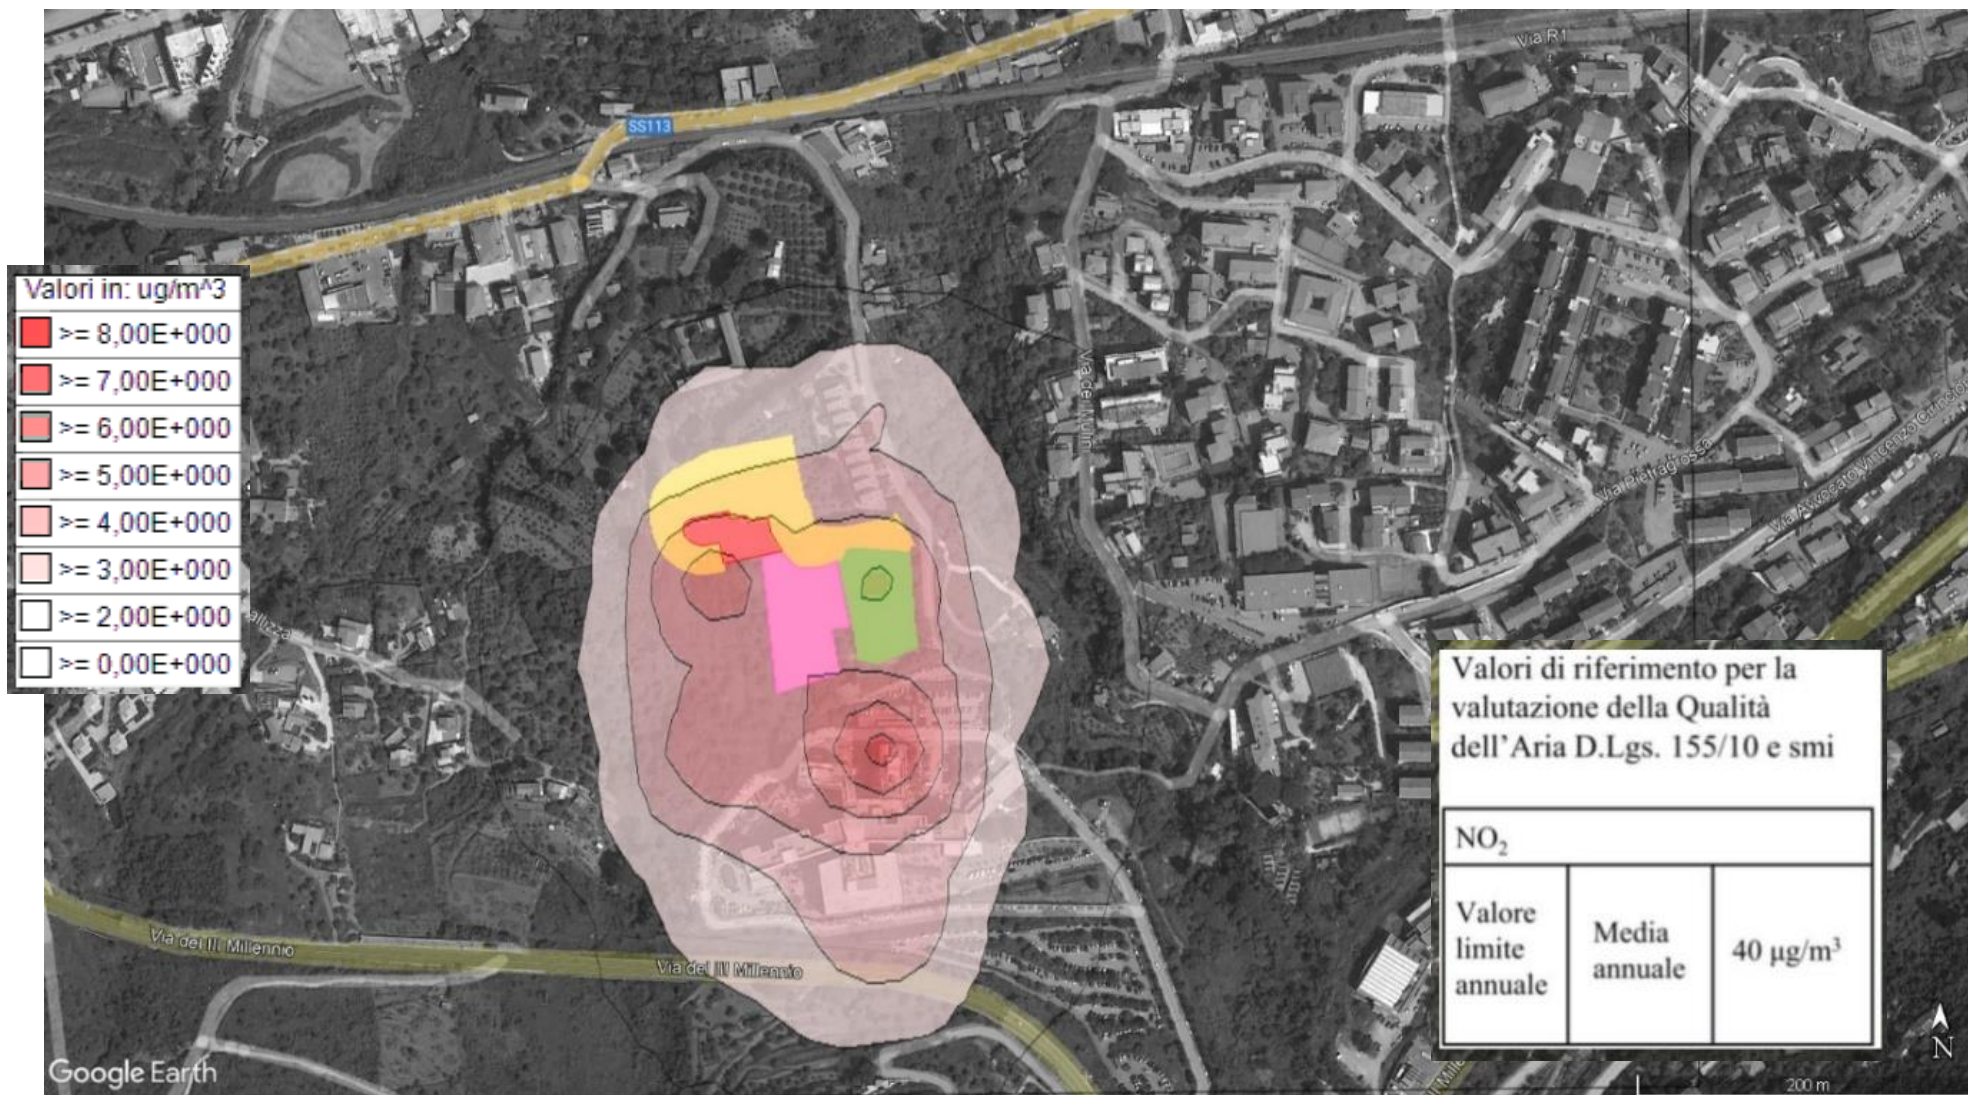 Via R1
SS113
Valori in: ug/m^3
>= 8,00E+000
>= 7,00E+000
>= 6,00E+000
>= 5,00E+000
>= 4,00E+000
>= 3,00E+000
>= 2,00E+000
>= 0,00E+000
Via dei Mulini
Via Pietragrossa
Via Avvocato Vincenzo
Valori di riferimento per la
valutazione della Qualità
dell'Aria D.Lgs. 155/10 e smi
NO₂
Valore
limite
annuale
Media
annuale
40 μg/m³
Via del III Millennio
Via del III Millennio
N
Google Earth
200 m